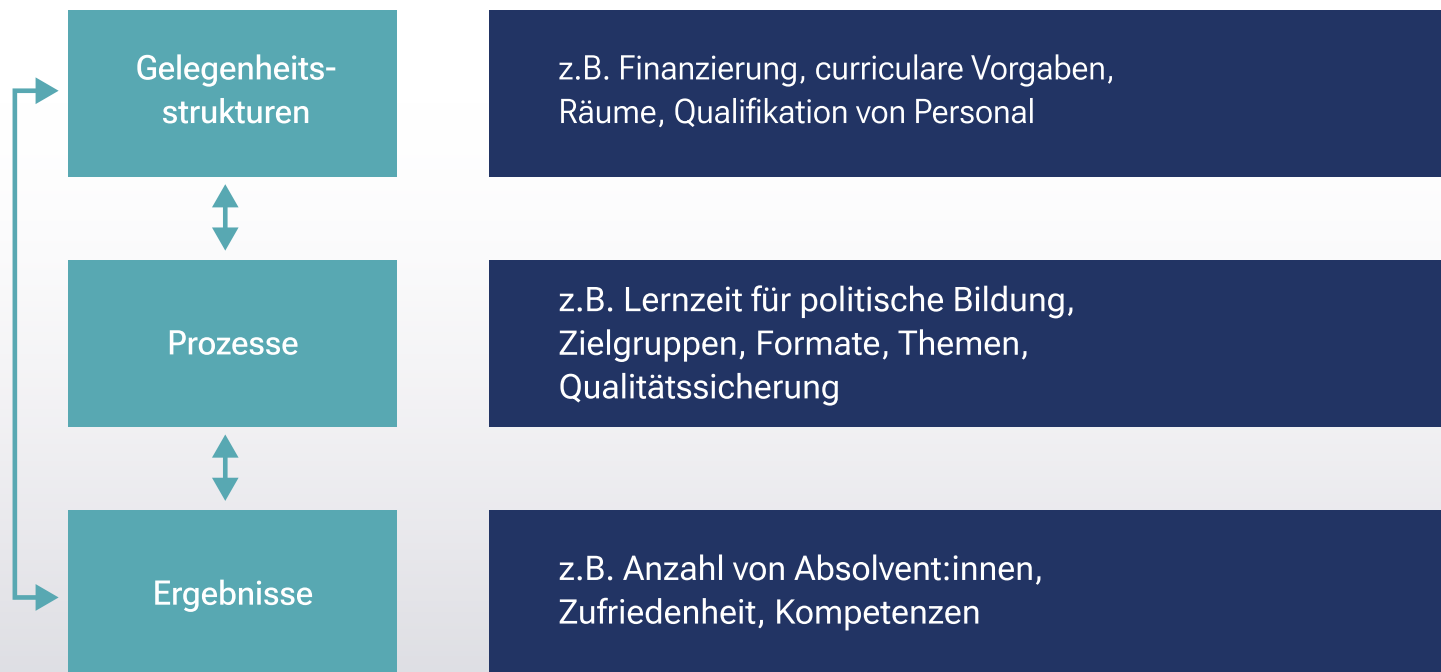 Gelegenheits-
strukturen
z.B. Finanzierung, curriculare Vorgaben,
Räume, Qualifikation von Personal
Prozesse
z.B. Lernzeit für politische Bildung,
Zielgruppen, Formate, Themen,
Qualitätssicherung
Ergebnisse
z.B. Anzahl von Absolvent:innen,
Zufriedenheit, Kompetenzen